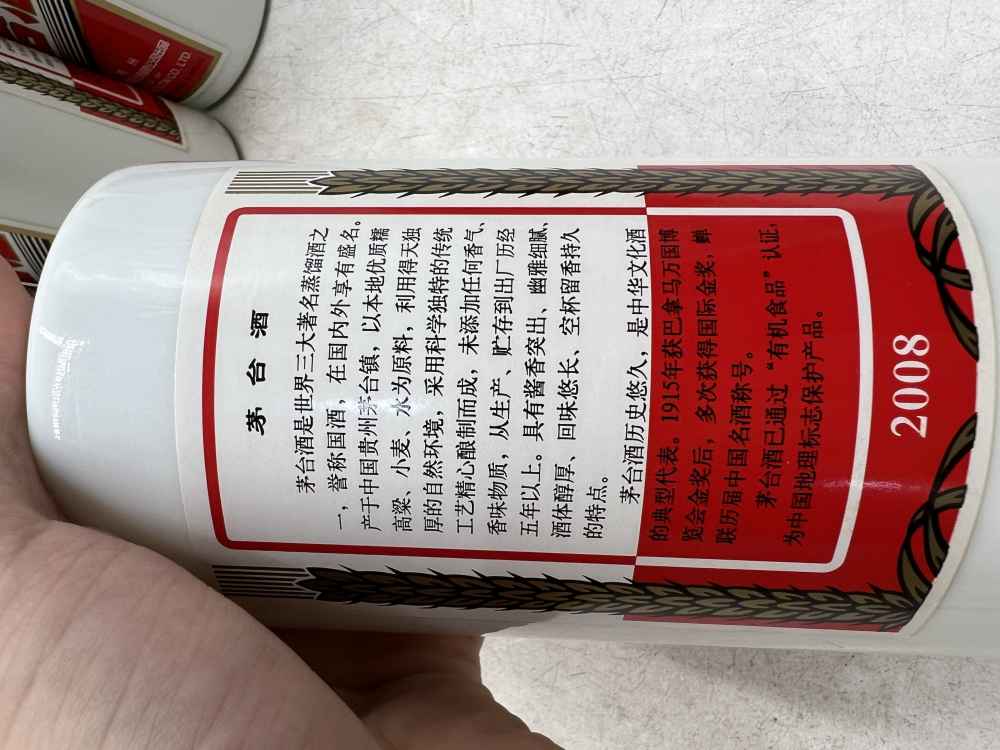 茅台酒
茅台酒是世界三大著名蒸馏酒之
一，誉称国酒，在国内外享有盛名。
产于中国贵州茅台镇，以本地优质糯
高粱、小麦、水为原料，利用得天独
厚的自然环境，采用科学独特的传统
工艺精心酿制而成，未添加任何香气、
香味物质，从生产、贮存到出厂历经
五年以上。具有酱香突出、幽雅细腻、
酒体醇厚、回味悠长、空杯留香持久
的特点。
茅台酒历史悠久，是中华文化酒
的典型代表。1915年获巴拿马万国博
览会金奖后，多次获得国际金奖，蝉
联历届中国名酒称号。
茅台酒已通过“有机食品”认证，
为中国地理标志保护产品。
2008
CO., LTD.